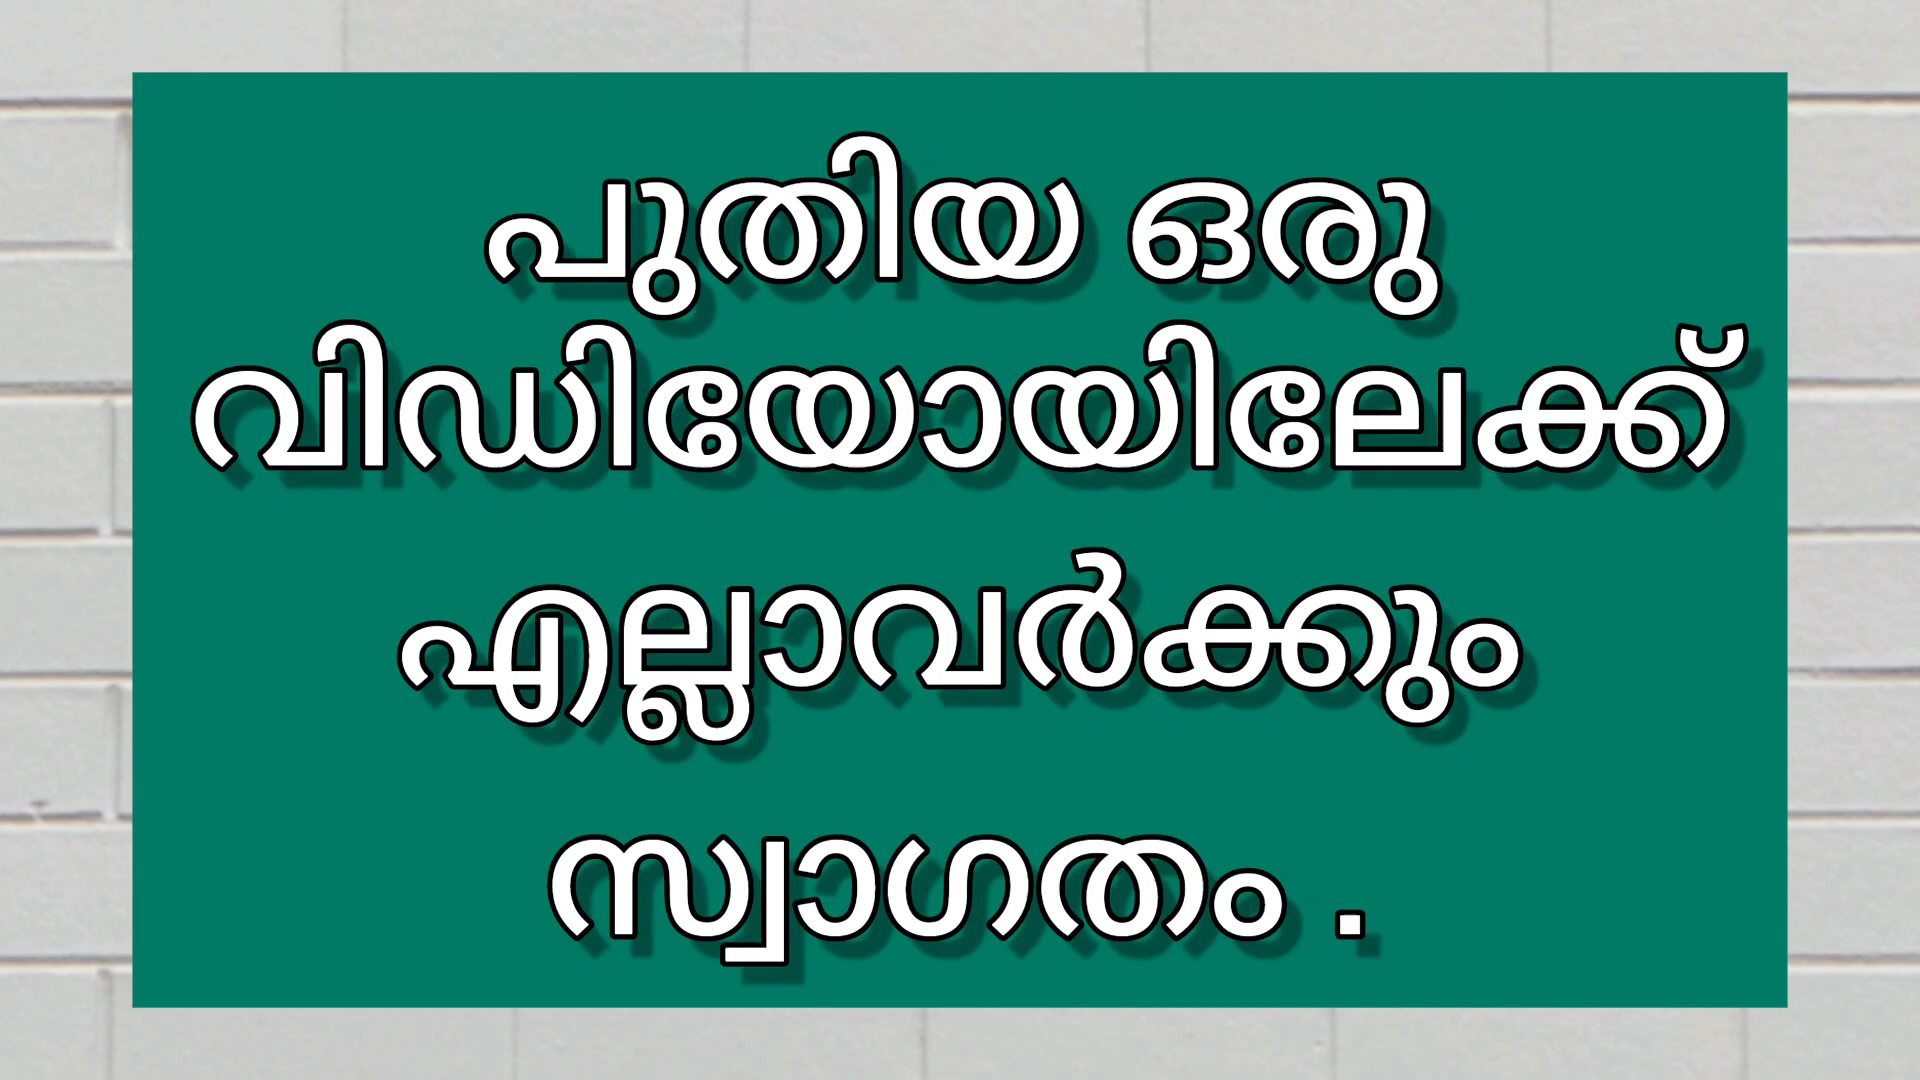 പുതിയ ഒരു
വിഡിയോയിലേക്ക്
എല്ലാവർക്കും
സ്വാഗതം .